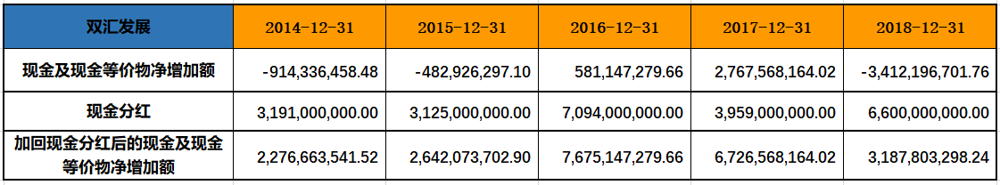 双汇发展 2014-12-31 2015-12-31 2016-12-31 2017-12-31 2018-12-31
现金及现金等价物净增加额 -914,336,458.48 -482,926,297.10 581,147,279.66 2,767,568,164.02 -3,412,196,701.76
现金分红 3,191,000,000.00 3,125,000,000.00 7,094,000,000.00 3,959,000,000.00 6,600,000,000.00
加回现金分红后的现金及现金
等价物净增加额 2,276,663,541.52 2,642,073,702.90 7,675,147,279.66 6,726,568,164.02 3,187,803,298.24